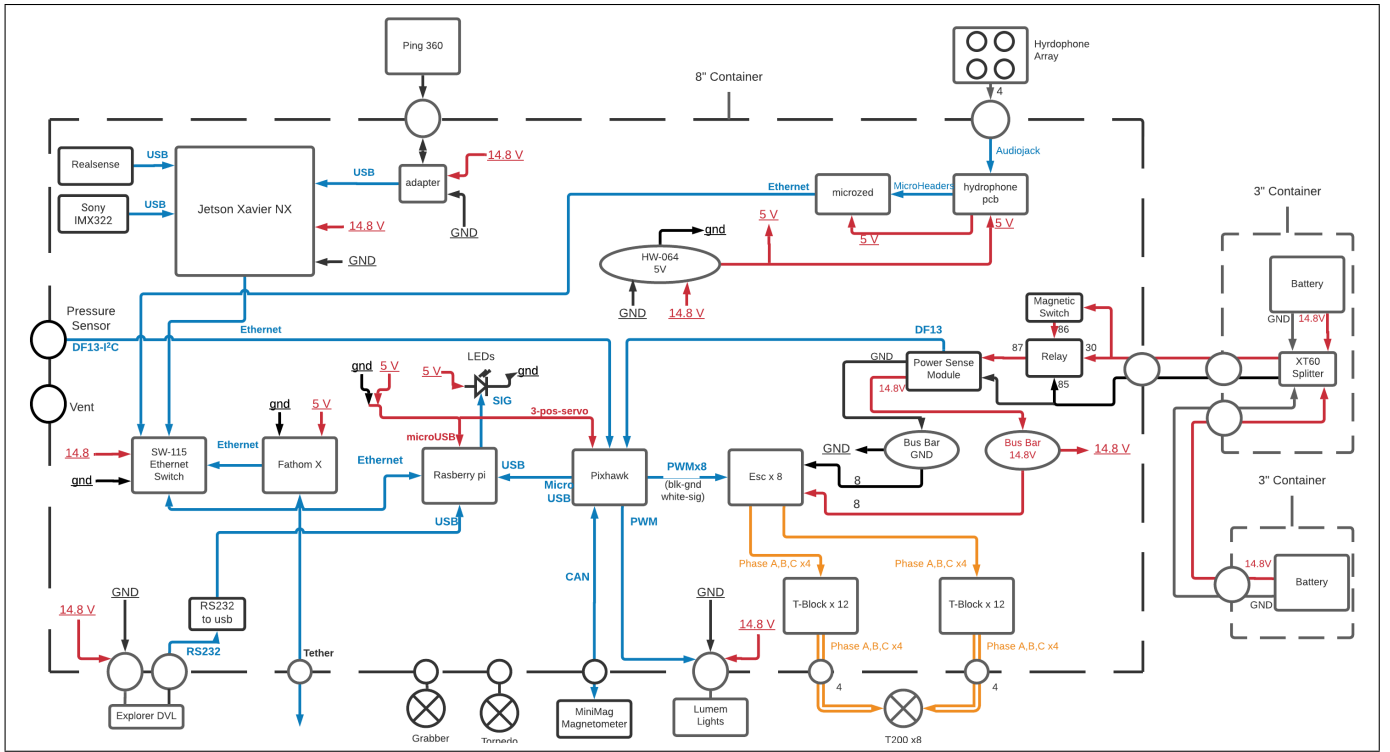 Ping 360
Hyrdophone
Array
8" Container
4
Realsense
USB
Sony
IMX322
USB
Jetson Xavier NX
USB
adapter
14.8 V
GND
14.8 V
GND
Audiojack
Ethernet
microzed
MicroHeaders
hydrophone
pcb
5 V
5 V
5 V
gnd
HW-064
5V
GND
14.8 V
3" Container
Battery
GND
14.8V
XT60
Splitter
Magnetic
Switch
86
87
Relay
30
85
Pressure
Sensor
DF13-I²C
Ethernet
DF13
Vent
LEDs
gnd
5 V
5 V
gnd
SIG
GND
Power Sense
Module
14.8V
gnd
5 V
3-pos-servo
microUSB
14.8
gnd
SW-115
Ethernet
Switch
Ethernet
Fathom X
Ethernet
Rasberry pi
USB
Micro
USB
Pixhawk
PWMx8
(blk-gnd
white-sig)
Esc x 8
GND
Bus Bar
GND
Bus Bar
14.8V
14.8 V
8
8
3" Container
USB
PWM
Phase A,B,C x4
Phase A,B,C x4
14.8V
Battery
GND
CAN
GND
14.8 V
RS232
to usb
RS232
GND
14.8 V
T-Block x 12
T-Block x 12
Phase A,B,C x4
Phase A,B,C x4
Tether
4
4
Explorer DVL
Grabber
Torpedo
MiniMag
Magnetometer
Lumem
Lights
T200 x8